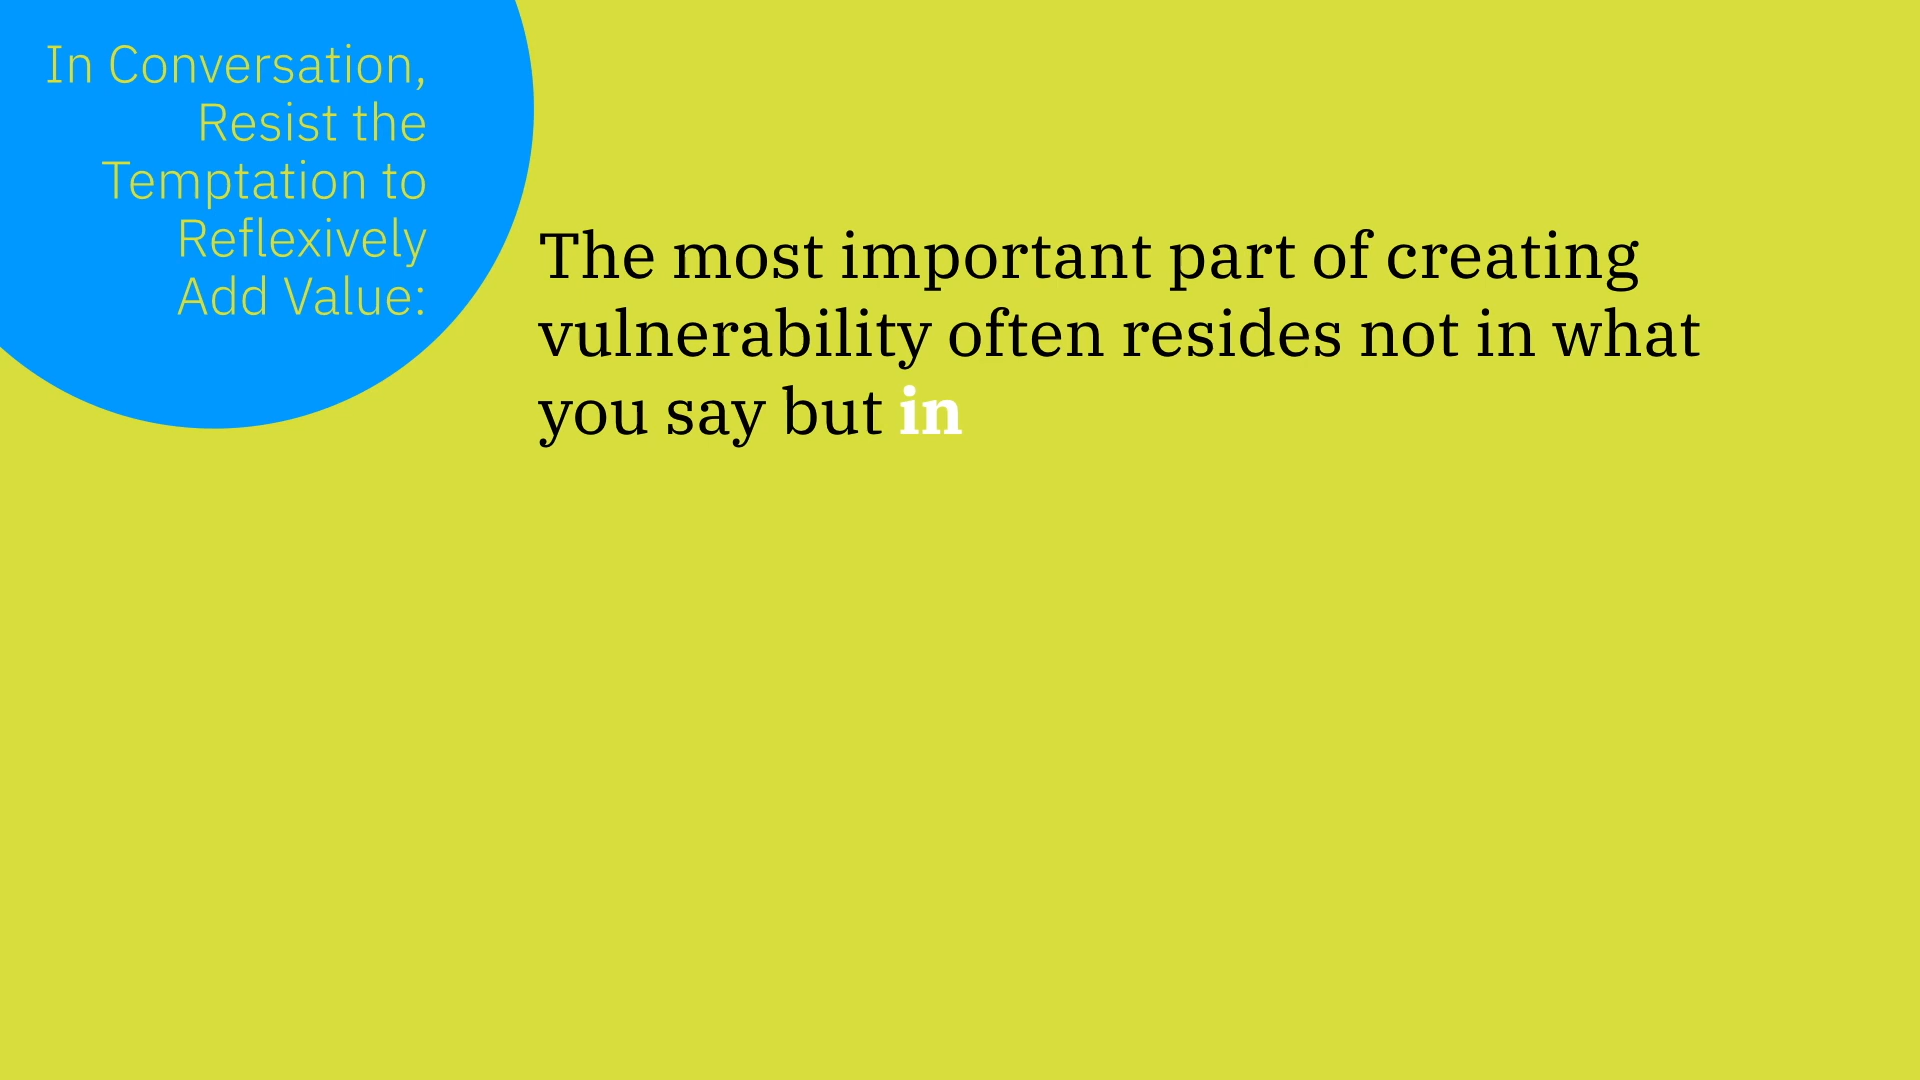 In Conversation,
Resist the
Temptation to
Reflexively
Add Value:
The most important part of creating
vulnerability often resides not in what
you say but in